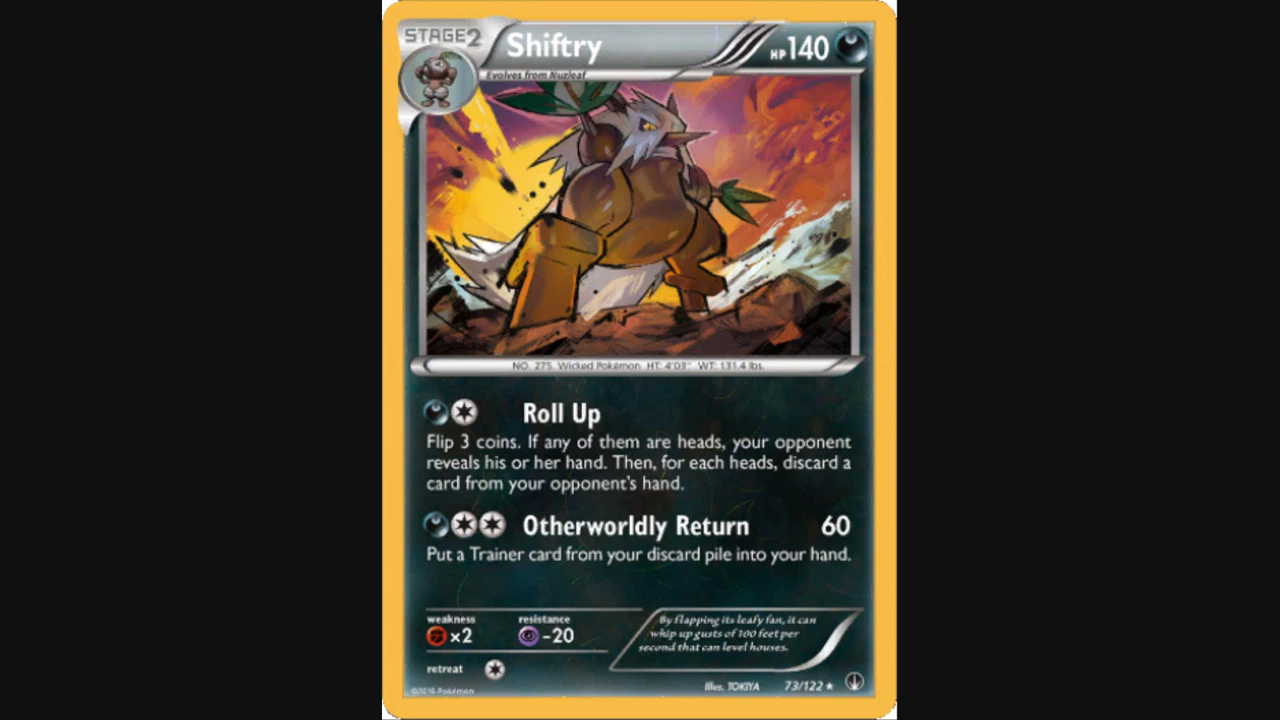 STAGE2
Shiftry
HP140
Evolves from Nuzleaf
NO. 275 Wicked Pokémon HT: 4'03" WT: 131.4 lbs.
Roll Up
Flip 3 coins. If any of them are heads, your opponent
reveals his or her hand. Then, for each heads, discard a
card from your opponent's hand.
Otherworldly Return 60
Put a Trainer card from your discard pile into your hand.
weakness resistance
×2 -20
By flapping its leafy fan, it can
whip up gusts of 100 feet per
second that can level houses.
retreat
©2016 Pokémon
Illus. TOKIYA 73/122 ★